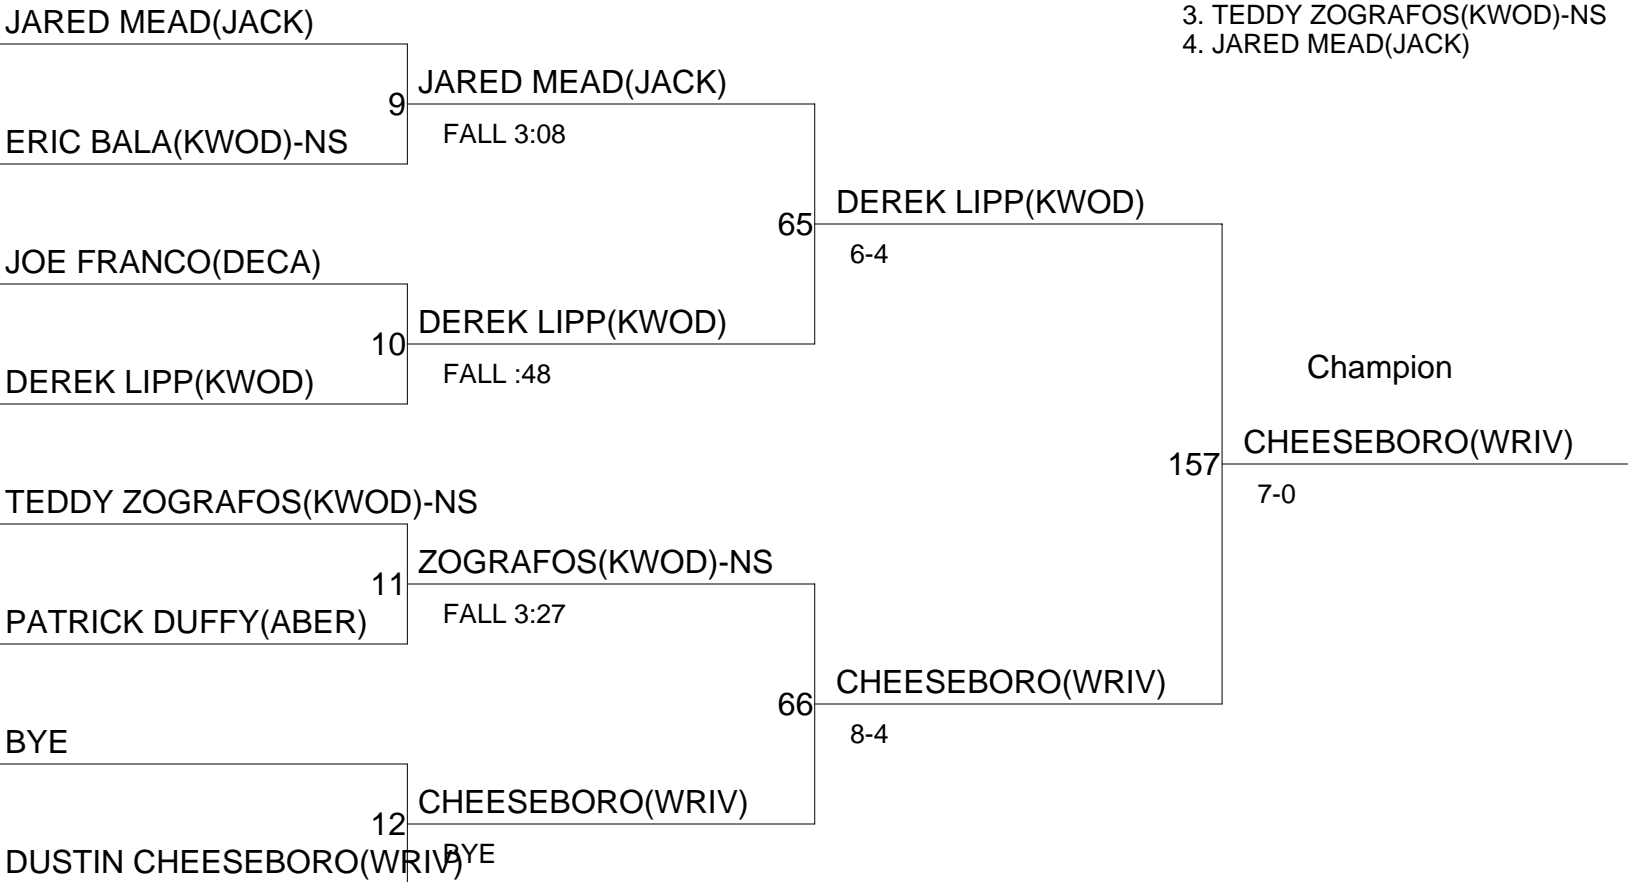 JARED MEAD(JACK)
3. TEDDY ZOGRAFOS(KWOD)-NS
4. JARED MEAD(JACK)
9
JARED MEAD(JACK)
FALL 3:08
ERIC BALA(KWOD)-NS
65
DEREK LIPP(KWOD)
6-4
JOE FRANCO(DECA)
10
DEREK LIPP(KWOD)
FALL :48
DEREK LIPP(KWOD)
Champion
157
CHEESEBORO(WRIV)
7-0
TEDDY ZOGRAFOS(KWOD)-NS
11
ZOGRAFOS(KWOD)-NS
FALL 3:27
PATRICK DUFFY(ABER)
66
CHEESEBORO(WRIV)
8-4
BYE
12
CHEESEBORO(WRIV)
BYE
DUSTIN CHEESEBORO(WRIV)